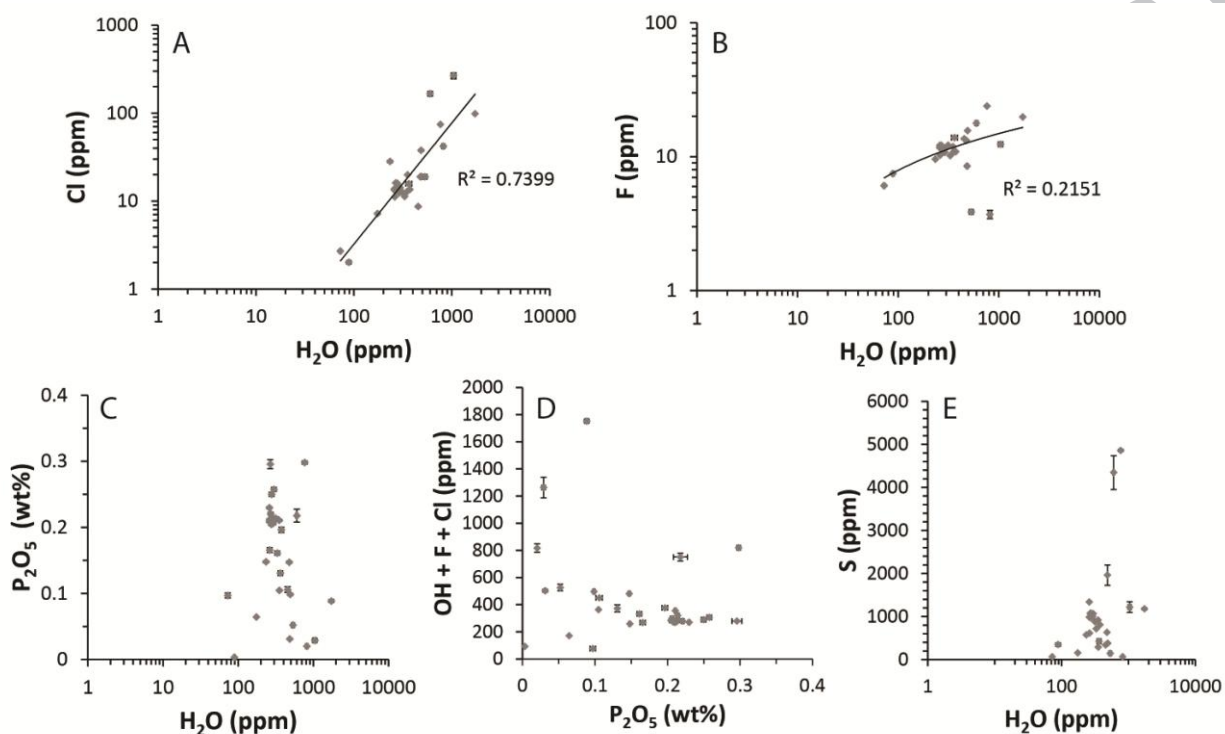 A
Cl (ppm)
1000
100
10
1
R² = 0.7399
1 10 100 1000 10000
H₂O (ppm)
B
F (ppm)
100
10
1
R² = 0.2151
1 10 100 1000 10000
H₂O (ppm)
C
P₂O₅ (wt%)
0.4
0.3
0.2
0.1
0
1 10 100 1000 10000
H₂O (ppm)
D
OH + F + Cl (ppm)
2000
1800
1600
1400
1200
1000
800
600
400
200
0
0 0.1 0.2 0.3 0.4
P₂O₅ (wt%)
E
S (ppm)
6000
5000
4000
3000
2000
1000
0
1 100 10000
H₂O (ppm)